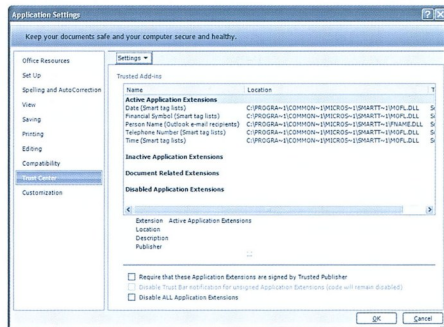 Application Settings
Keep your documents safe and your computer secure and healthy.
Office Resources
Set Up
Spelling and AutoCorrection
View
Saving
Printing
Editing
Compatibility
Trust Center
Customization
Settings
Trusted Add-ins
Name Location T
Active Application Extensions
Date (Smart tag lists) C:\PROGRA~1\COMMON~1\MICROS~1\SMARTT~1\MOFL.DLL S
Financial Symbol (Smart tag lists) C:\PROGRA~1\COMMON~1\MICROS~1\SMARTT~1\MOFL.DLL S
Person Name (Outlook e-mail recipients) C:\PROGRA~1\COMMON~1\MICROS~1\SMARTT~1\FNAME.DLL S
Telephone Number (Smart tag lists) C:\PROGRA~1\COMMON~1\MICROS~1\SMARTT~1\MOFL.DLL S
Time (Smart tag lists) C:\PROGRA~1\COMMON~1\MICROS~1\SMARTT~1\MOFL.DLL S
Inactive Application Extensions
Document Related Extensions
Disabled Application Extensions
Extension Active Application Extensions
Location
Description
Publisher
Require that these Application Extensions are signed by Trusted Publisher
Disable Trust Bar notification for unsigned Application Extensions (code will remain disabled)
Disable ALL Application Extensions
OK
Cancel